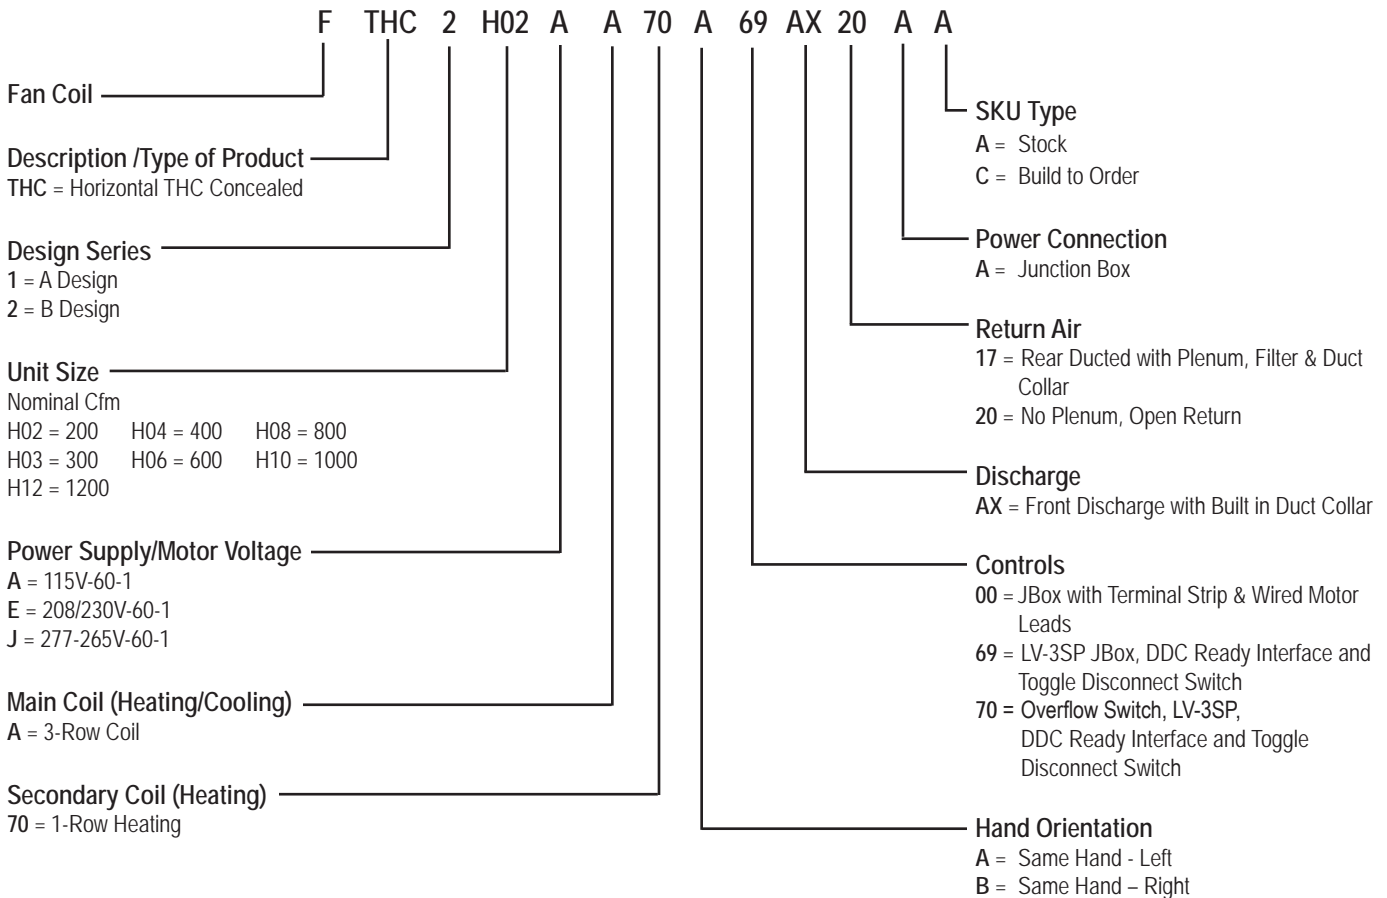 F THC 2 H02 A A 70 A 69 AX 20 A A
Fan Coil
Description /Type of Product
THC = Horizontal THC Concealed
Design Series
1 = A Design
2 = B Design
Unit Size
Nominal Cfm
H02 = 200 H04 = 400 H08 = 800
H03 = 300 H06 = 600 H10 = 1000
H12 = 1200
Power Supply/Motor Voltage
A = 115V-60-1
E = 208/230V-60-1
J = 277-265V-60-1
Main Coil (Heating/Cooling)
A = 3-Row Coil
Secondary Coil (Heating)
70 = 1-Row Heating
SKU Type
A = Stock
C = Build to Order
Power Connection
A = Junction Box
Return Air
17 = Rear Ducted with Plenum, Filter & Duct
Collar
20 = No Plenum, Open Return
Discharge
AX = Front Discharge with Built in Duct Collar
Controls
00 = JBox with Terminal Strip & Wired Motor
Leads
69 = LV-3SP JBox, DDC Ready Interface and
Toggle Disconnect Switch
70 = Overflow Switch, LV-3SP,
DDC Ready Interface and Toggle
Disconnect Switch
Hand Orientation
A = Same Hand - Left
B = Same Hand – Right